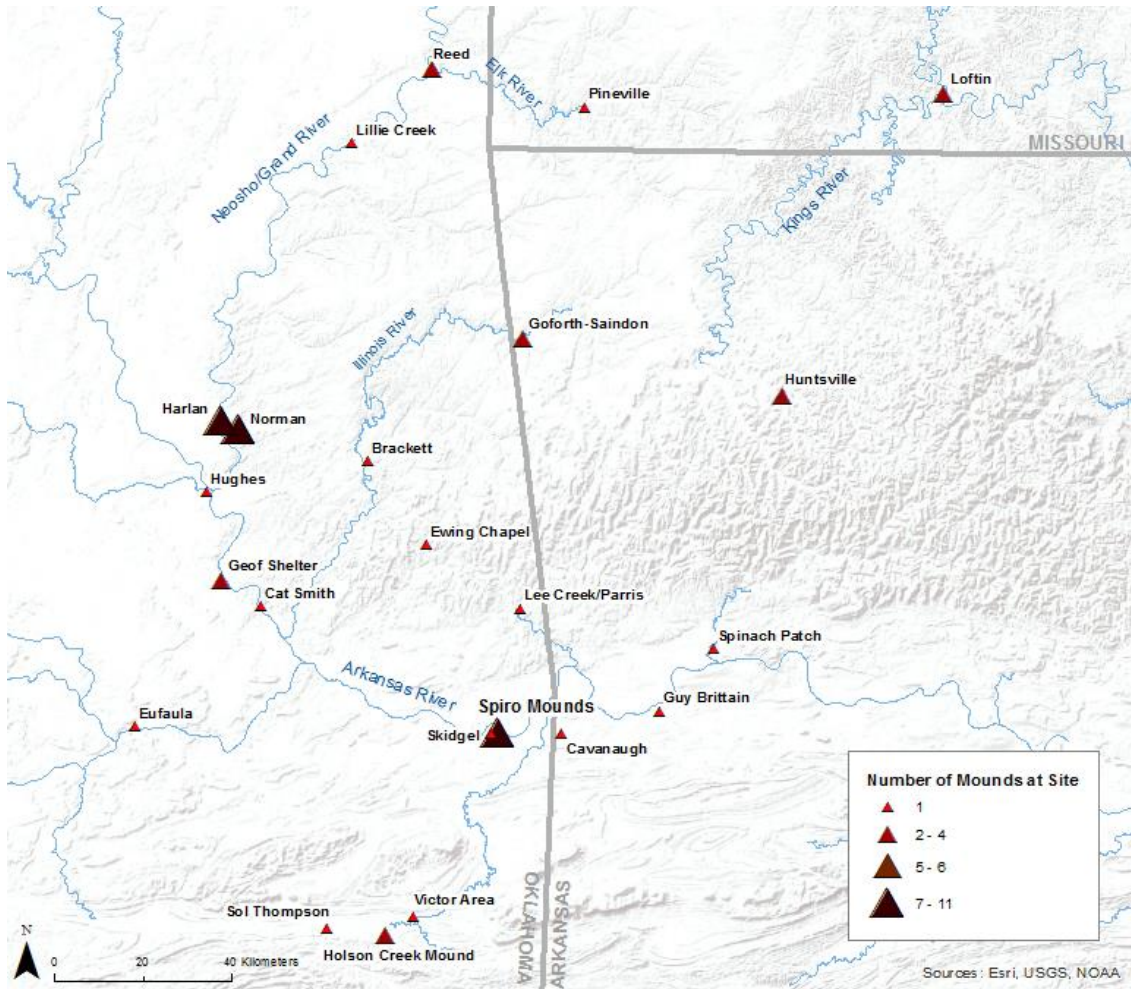 Reed
Elk River
Pineville
Loftin
Lillie Creek
MISSOURI
Neosho/Grand River
Kings River
Goforth-Saindon
Illinois River
Huntsville
Harlan
Norman
Brackett
Hughes
Ewing Chapel
Geof Shelter
Cat Smith
Lee Creek/Parris
Spinach Patch
Arkansas River
Spiro Mounds
Guy Brittain
Eufaula
Skidgel
Cavanaugh
Number of Mounds at Site
1
2 - 4
5 - 6
7 - 11
OKLAHOMA
ARKANSAS
Victor Area
Sol Thompson
Holson Creek Mound
N
0 20 40 Kilometers
Sources: Esri, USGS, NOAA